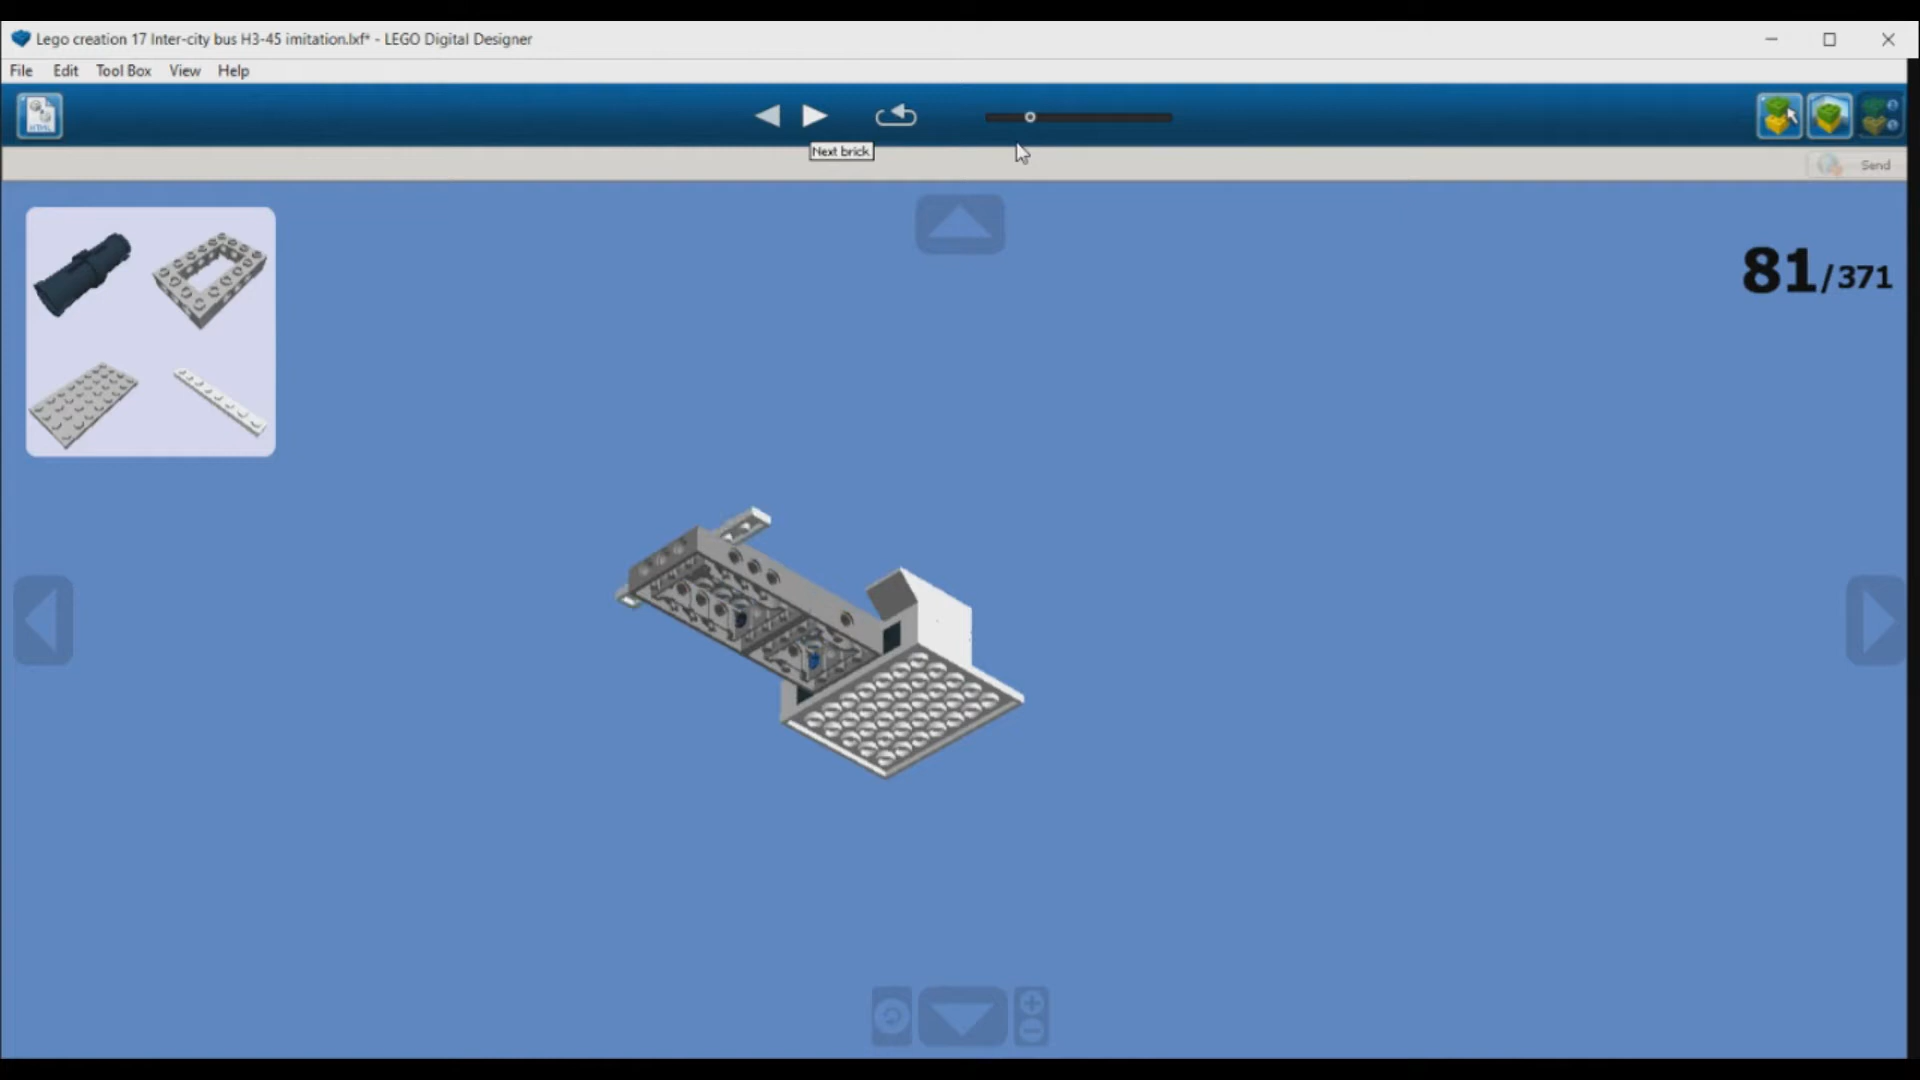 Lego creation 17 Inter-city bus H3-45 imitation.lxf* - LEGO Digital Designer
File Edit Tool Box View Help
HTML
Next brick
Send
81/371